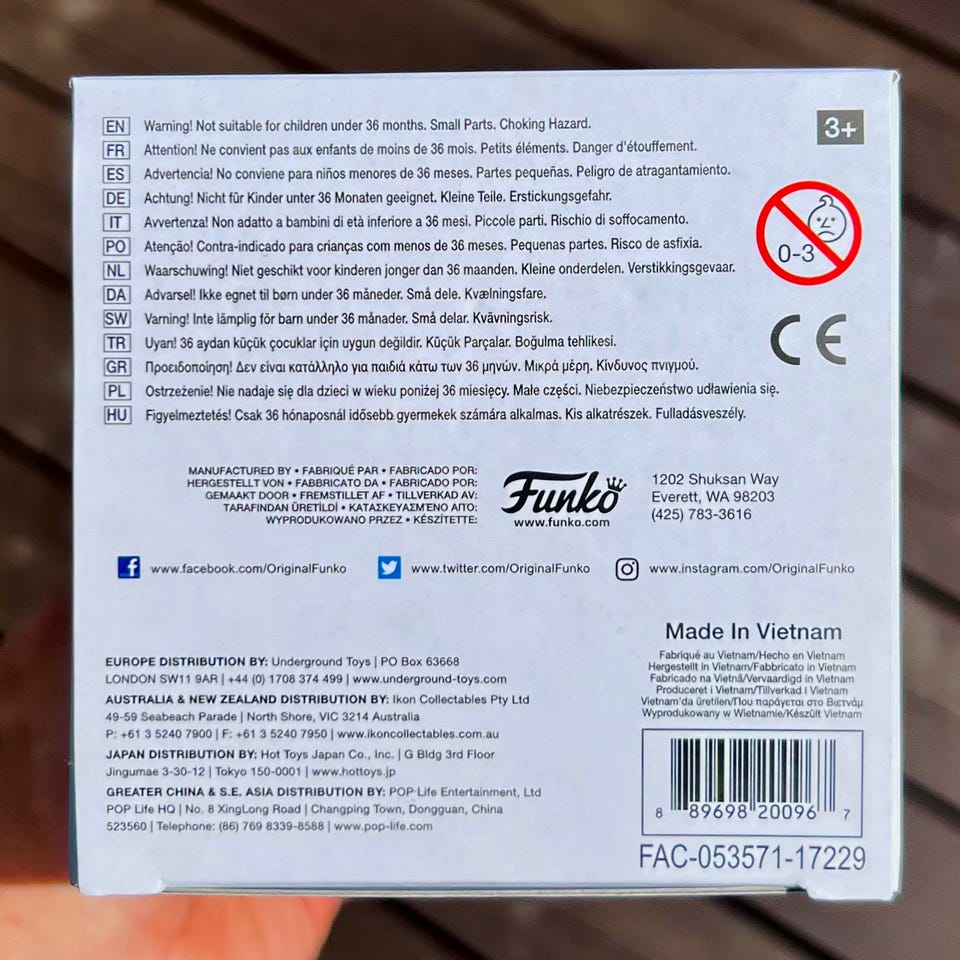 EN Warning! Not suitable for children under 36 months. Small Parts. Choking Hazard.
FR Attention! Ne convient pas aux enfants de moins de 36 mois. Petits éléments. Danger d'étouffement.
ES Advertencia! No conviene para niños menores de 36 meses. Partes pequeñas. Peligro de atragantamiento.
DE Achtung! Nicht für Kinder unter 36 Monaten geeignet. Kleine Teile. Erstickungsgefahr.
IT Avvertenza! Non adatto a bambini di età inferiore a 36 mesi. Piccole parti. Rischio di soffocamento.
PO Atenção! Contra-indicado para crianças com menos de 36 meses. Pequenas partes. Risco de asfixia.
NL Waarschuwing! Niet geschikt voor kinderen jonger dan 36 maanden. Kleine onderdelen. Verstikkingsgevaar.
DA Advarsel! Ikke egnet til børn under 36 måneder. Små dele. Kvælningsfare.
SW Varning! Inte lämplig för barn under 36 månader. Små delar. Kvävningsrisk.
TR Uyarı! 36 aydan küçük çocuklar için uygun değildir. Küçük Parçalar. Boğulma tehlikesi.
GR Προειδοποίηση! Δεν είναι κατάλληλο για παιδιά κάτω των 36 μηνών. Μικρά μέρη. Κίνδυνος πνιγμού.
PL Ostrzeżenie! Nie nadaje się dla dzieci w wieku poniżej 36 miesięcy. Małe części. Niebezpieczeństwo udławienia się.
HU Figyelmeztetés! Csak 36 hónaposnál idősebb gyermekek számára alkalmas. Kis alkatrészek. Fulladásveszély.
3+
0-3
CE
MANUFACTURED BY • FABRIQUÉ PAR • FABRICADO POR:
HERGESTELLT VON • FABBRICATO DA • FABRICADO POR:
GEMAAKT DOOR • FREMSTILLET AF • TILLVERKAD AV:
TARAFINDAN ÜRETİLDİ • ΚΑΤΑΣΚΕΥΑΣΜΈΝΟ ΑΠΌ:
WYPRODUKOWANO PRZEZ • KÉSZÍTETTE:
Funko
www.funko.com
1202 Shuksan Way
Everett, WA 98203
(425) 783-3616
www.facebook.com/OriginalFunko
www.twitter.com/OriginalFunko
www.instagram.com/OriginalFunko
EUROPE DISTRIBUTION BY: Underground Toys | PO Box 63668
LONDON SW11 9AR | +44 (0) 1708 374 499 | www.underground-toys.com
AUSTRALIA & NEW ZEALAND DISTRIBUTION BY: Ikon Collectables Pty Ltd
49-59 Seabeach Parade | North Shore, VIC 3214 Australia
P: +61 3 5240 7900 | F: +61 3 5240 7950 | www.ikoncollectables.com.au
JAPAN DISTRIBUTION BY: Hot Toys Japan Co., Inc. | G Bldg 3rd Floor
Jingumae 3-30-12 | Tokyo 150-0001 | www.hottoys.jp
GREATER CHINA & S.E. ASIA DISTRIBUTION BY: POP Life Entertainment, Ltd
POP Life HQ | No. 8 XingLong Road | Changping Town, Dongguan, China
523560 | Telephone: (86) 769 8339-8588 | www.pop-life.com
Made In Vietnam
Fabriqué au Vietnam/Hecho en Vietnam
Hergestellt in Vietnam/Fabbricato in Vietnam
Fabricado na Vietnã/Vervaardigd in Vietnam
Produceret i Vietnam/Tillverkad I Vietnam
Vietnam'da üretilen/Που παράγεται στο Βιετνάμ
Wyprodukowany w Wietnamie/Készült Vietnam
8 89698 20096 7
FAC-053571-17229